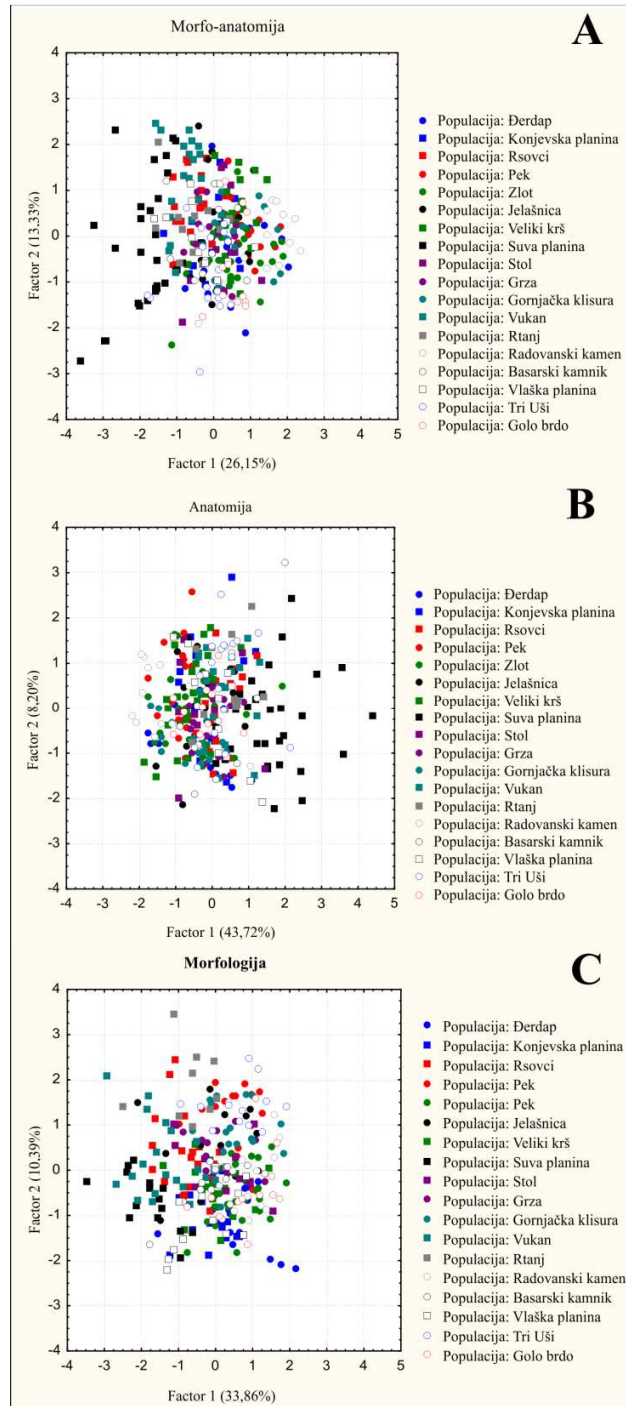 Morfo-anatomija
A
4
3
2
1
0
-1
-2
-3
-4
Factor 2 (13,33%)
-4 -3 -2 -1 0 1 2 3 4 5
Factor 1 (26,15%)
Populacija: Đerdap
Populacija: Konjevska planina
Populacija: Rsovci
Populacija: Pek
Populacija: Zlot
Populacija: Jelašnica
Populacija: Veliki krš
Populacija: Suva planina
Populacija: Stol
Populacija: Grza
Populacija: Gornjačka klisura
Populacija: Vukan
Populacija: Rtanj
Populacija: Radovanski kamen
Populacija: Basarski kamnik
Populacija: Vlaška planina
Populacija: Tri Uši
Populacija: Golo brdo
Anatomija
B
4
3
2
1
0
-1
-2
-3
-4
Factor 2 (8,20%)
-4 -3 -2 -1 0 1 2 3 4 5
Factor 1 (43,72%)
Populacija: Đerdap
Populacija: Konjevska planina
Populacija: Rsovci
Populacija: Pek
Populacija: Zlot
Populacija: Jelašnica
Populacija: Veliki krš
Populacija: Suva planina
Populacija: Stol
Populacija: Grza
Populacija: Gornjačka klisura
Populacija: Vukan
Populacija: Rtanj
Populacija: Radovanski kamen
Populacija: Basarski kamnik
Populacija: Vlaška planina
Populacija: Tri Uši
Populacija: Golo brdo
Morfologija
C
4
3
2
1
0
-1
-2
-3
-4
Factor 2 (10,39%)
-4 -3 -2 -1 0 1 2 3 4 5
Factor 1 (33,86%)
Populacija: Đerdap
Populacija: Konjevska planina
Populacija: Rsovci
Populacija: Pek
Populacija: Pek
Populacija: Jelašnica
Populacija: Veliki krš
Populacija: Suva planina
Populacija: Stol
Populacija: Grza
Populacija: Gornjačka klisura
Populacija: Vukan
Populacija: Rtanj
Populacija: Radovanski kamen
Populacija: Basarski kamnik
Populacija: Vlaška planina
Populacija: Tri Uši
Populacija: Golo brdo